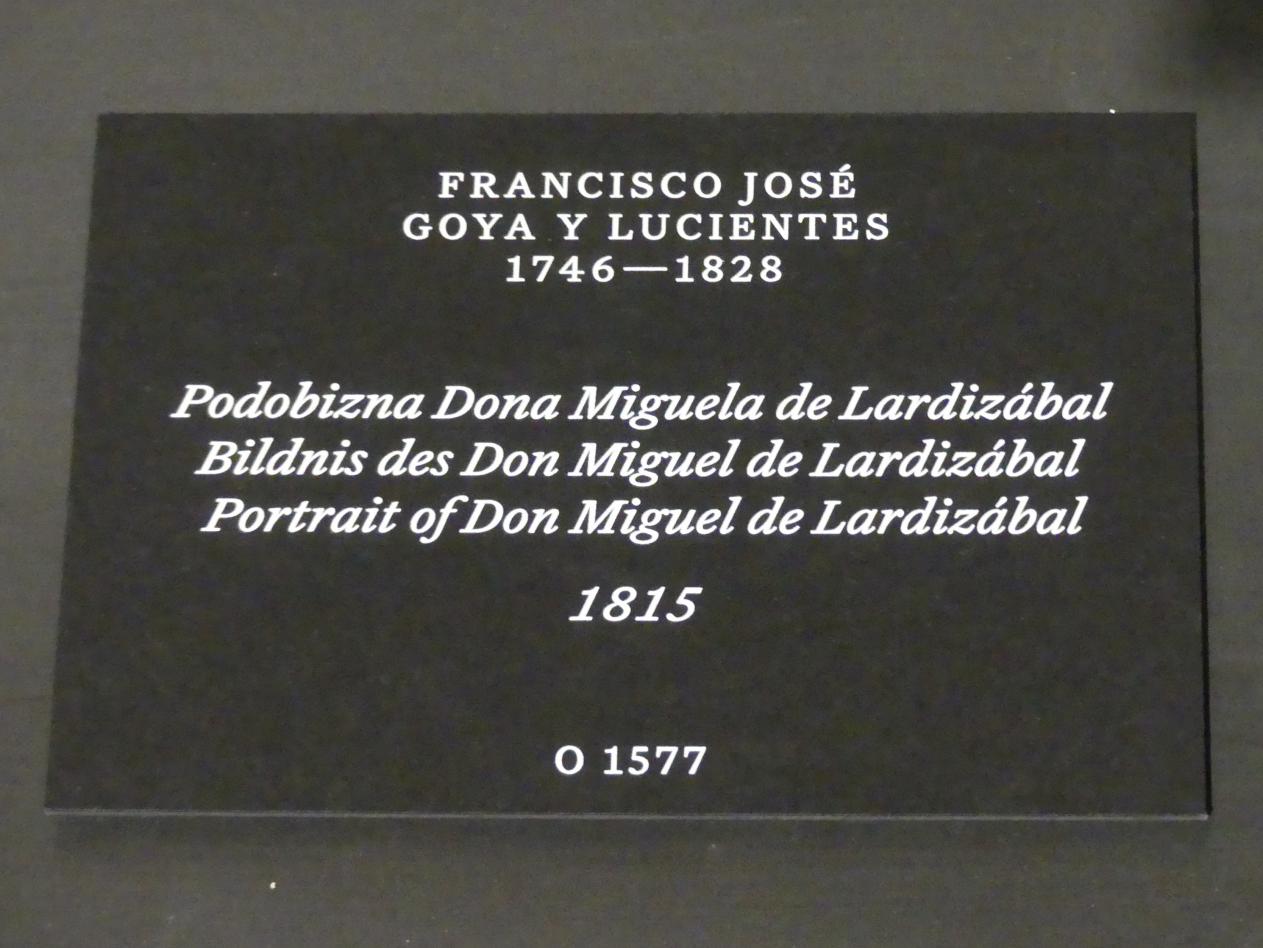 FRANCISCO JOSÉ
GOYA Y LUCIENTES
1746—1828
Podobizna Dona Miguela de Lardizábal
Bildnis des Don Miguel de Lardizábal
Portrait of Don Miguel de Lardizábal
1815
O 1577